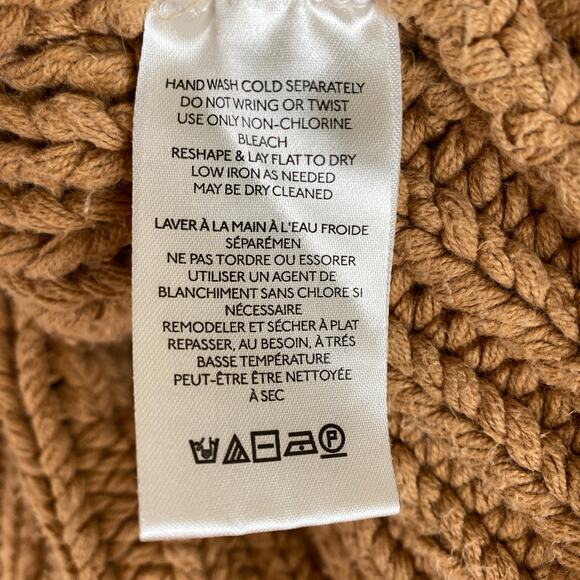 HAND WASH COLD SEPARATELY
DO NOT WRING OR TWIST
USE ONLY NON-CHLORINE
BLEACH
RESHAPE & LAY FLAT TO DRY
LOW IRON AS NEEDED
MAY BE DRY CLEANED
LAVER À LA MAIN À L'EAU FROIDE
SÉPARÉMEN
NE PAS TORDRE OU ESSORER
UTILISER UN AGENT DE
BLANCHIMENT SANS CHLORE SI
NÉCESSAIRE
REMODELER ET SÉCHER À PLAT
REPASSER, AU BESOIN, À TRÉS
BASSE TEMPÉRATURE
PEUT-ÊTRE ÊTRE NETTOYÉE
À SEC
P